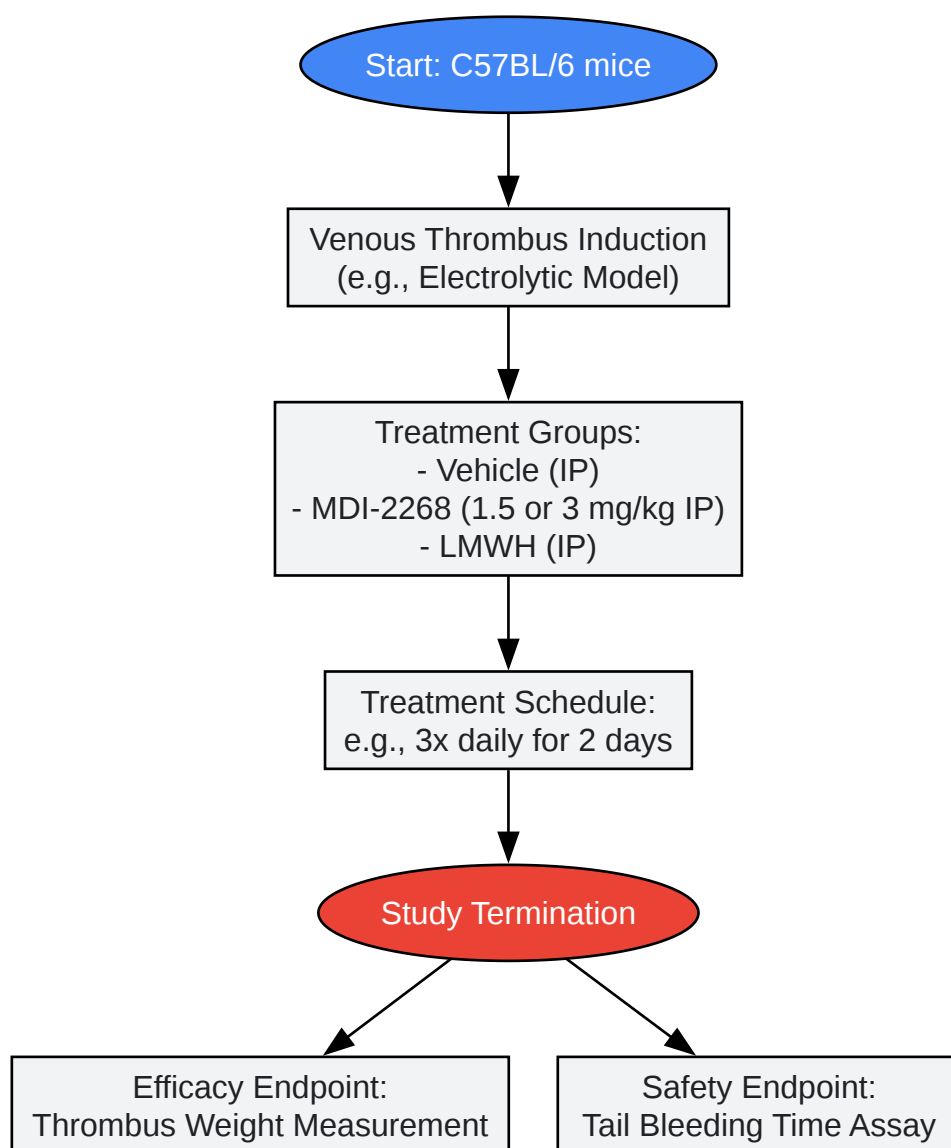 Start: C57BL/6 mice
Venous Thrombus Induction
(e.g., Electrolytic Model)
Treatment Groups:
- Vehicle (IP)
- MDI-2268 (1.5 or 3 mg/kg IP)
- LMWH (IP)
Treatment Schedule:
e.g., 3x daily for 2 days
Study Termination
Efficacy Endpoint:
Thrombus Weight Measurement
Safety Endpoint:
Tail Bleeding Time Assay